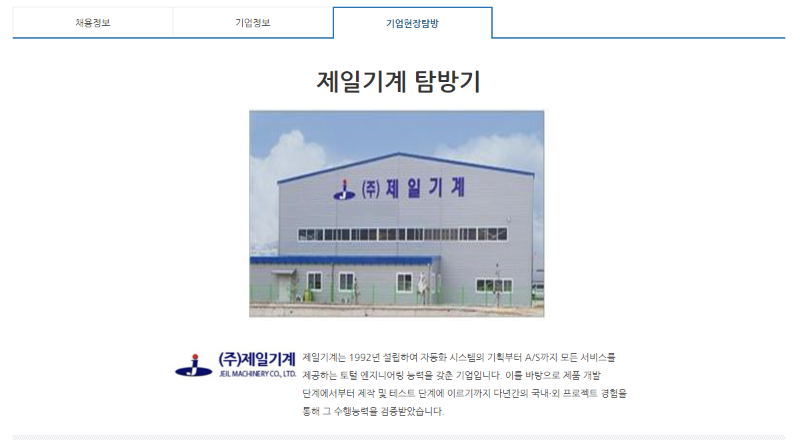 채용정보
기업정보
기업현장탐방
제일기계 탐방기
(주)제일기계
(주)제일기계
JEIL MACHINERY CO., LTD.
제일기계는 1992년 설립하여 자동화 시스템의 기획부터 A/S까지 모든 서비스를
제공하는 토털 엔지니어링 능력을 갖춘 기업입니다. 이를 바탕으로 제품 개발
단계에서부터 제작 및 테스트 단계에 이르기까지 다년간의 국내·외 프로젝트 경험을
통해 그 수행능력을 검증받았습니다.